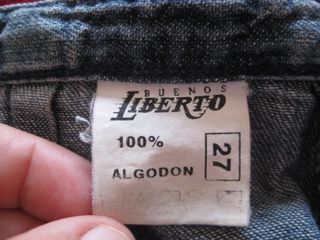 BUENOS
LIBERTO
100%
27
ALGODON